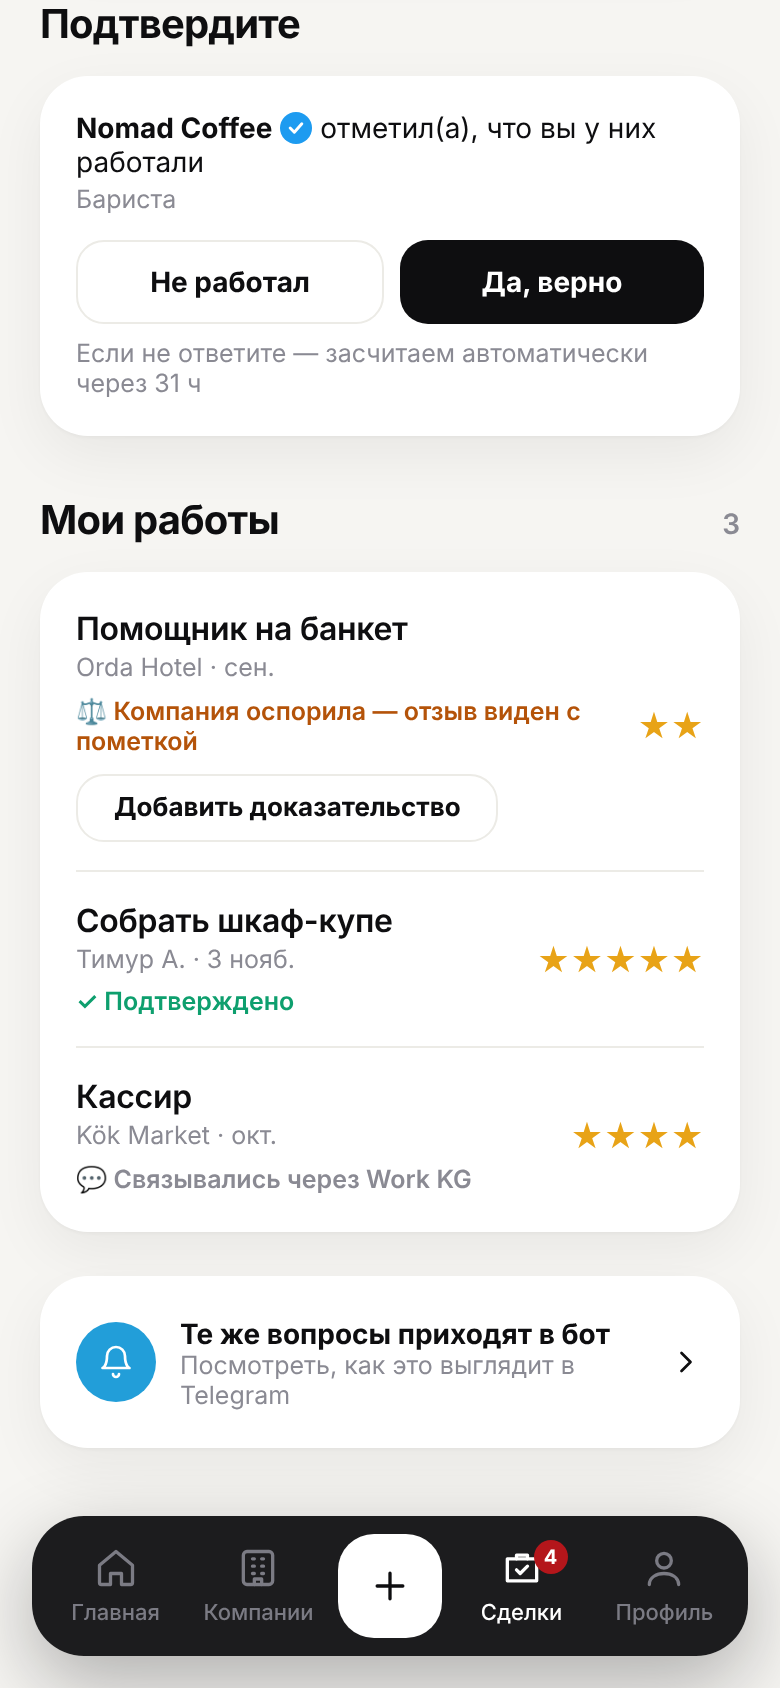 Подтвердите
Nomad Coffee отметил(а), что вы у них
работали
Бариста
Не работал
Да, верно
Если не ответите — засчитаем автоматически
через 31 ч
Мои работы
3
Помощник на банкет
Orda Hotel · сен.
⚖️ Компания оспорила — отзыв виден с
пометкой
★★
Добавить доказательство
Собрать шкаф-купе
Тимур А. · 3 нояб.
★★★★★
✓ Подтверждено
Кассир
Kök Market · окт.
★★★★
💬 Связывались через Work KG
Те же вопросы приходят в бот
Посмотреть, как это выглядит в
Telegram
4
Главная
Компании
Сделки
Профиль